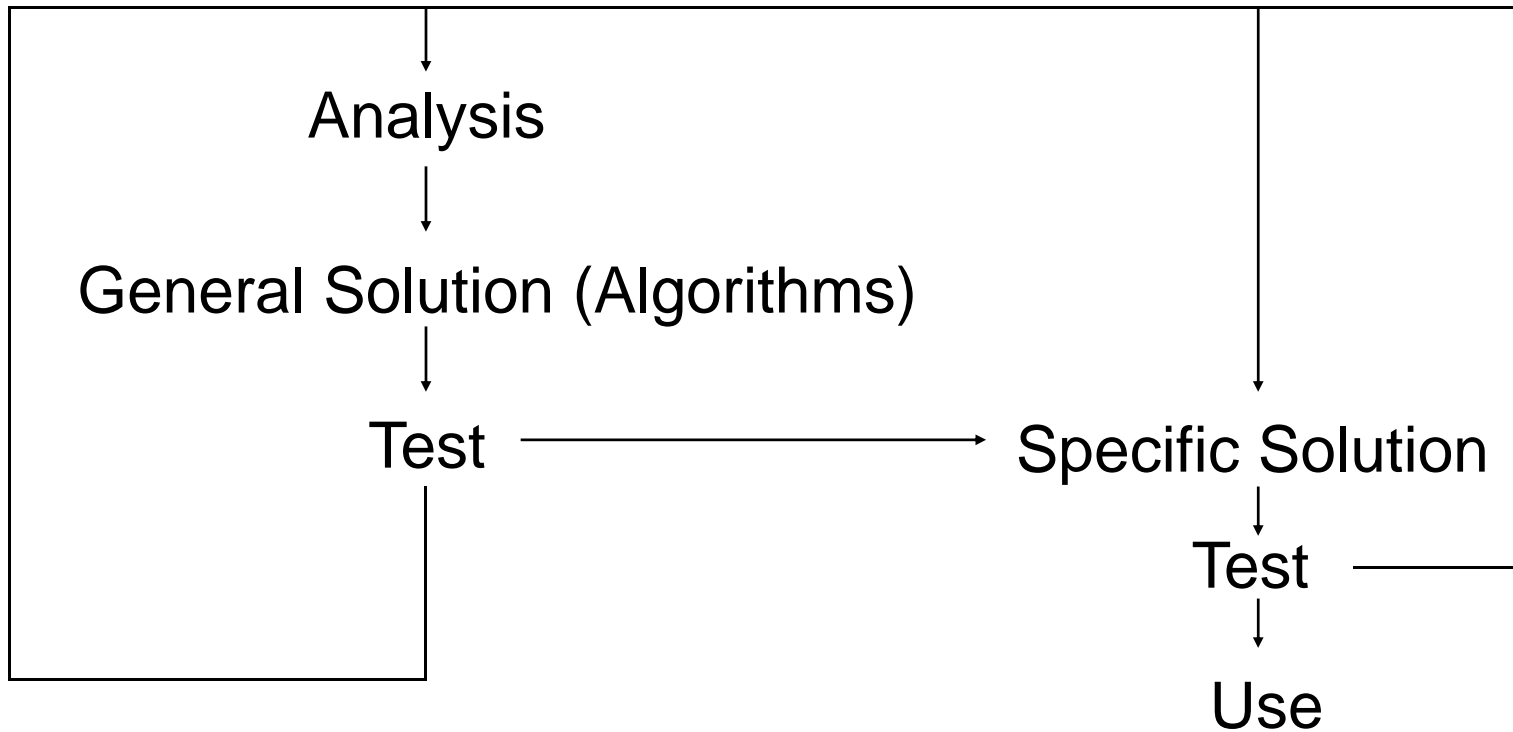 Analysis
General Solution (Algorithms)
Test
Specific Solution
Test
Use